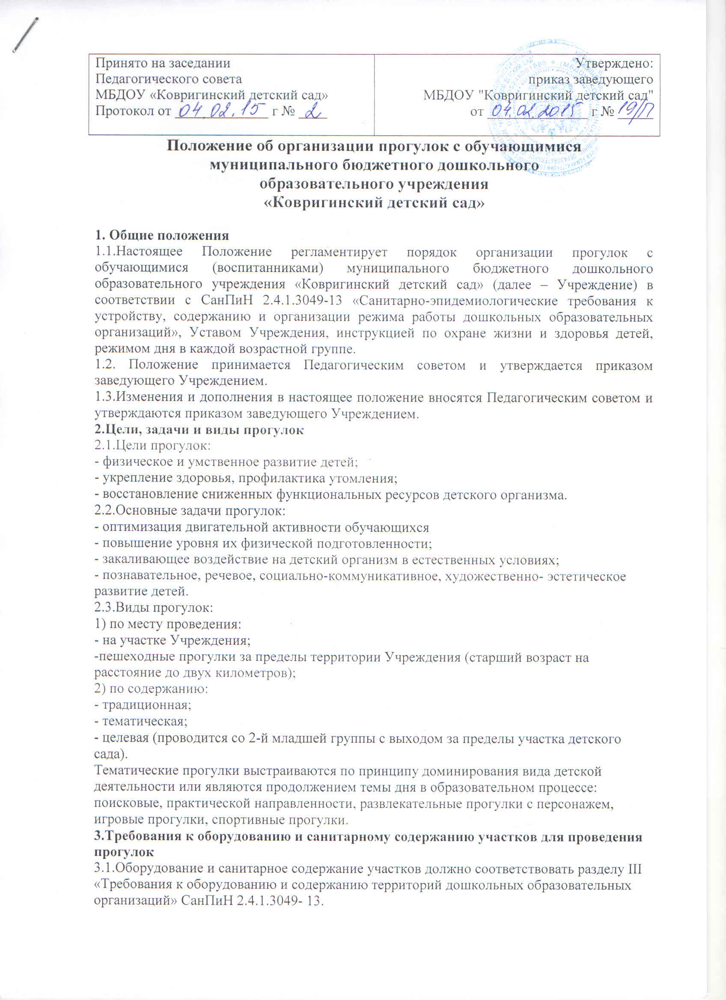 Принято на заседании
Педагогического совета
МБДОУ «Ковригинский детский сад»
Протокол от 04.02.15 г № 2
Утверждено:
приказ заведующего
МБДОУ "Ковригинский детский сад"
от 04.02.2015 г № 19/П
Положение об организации прогулок с обучающимися
муниципального бюджетного дошкольного
образовательного учреждения
«Ковригинский детский сад»
1. Общие положения
1.1.Настоящее Положение регламентирует порядок организации прогулок с
обучающимися (воспитанниками) муниципального бюджетного дошкольного
образовательного учреждения «Ковригинский детский сад» (далее – Учреждение) в
соответствии с СанПиН 2.4.1.3049-13 «Санитарно-эпидемиологические требования к
устройству, содержанию и организации режима работы дошкольных образовательных
организаций», Уставом Учреждения, инструкцией по охране жизни и здоровья детей,
режимом дня в каждой возрастной группе.
1.2. Положение принимается Педагогическим советом и утверждается приказом
заведующего Учреждением.
1.3.Изменения и дополнения в настоящее положение вносятся Педагогическим советом и
утверждаются приказом заведующего Учреждением.
2.Цели, задачи и виды прогулок
2.1.Цели прогулок:
- физическое и умственное развитие детей;
- укрепление здоровья, профилактика утомления;
- восстановление сниженных функциональных ресурсов детского организма.
2.2.Основные задачи прогулок:
- оптимизация двигательной активности обучающихся
- повышение уровня их физической подготовленности;
- закаливающее воздействие на детский организм в естественных условиях;
- познавательное, речевое, социально-коммуникативное, художественно- эстетическое
развитие детей.
2.3.Виды прогулок:
1) по месту проведения:
- на участке Учреждения;
-пешеходные прогулки за пределы территории Учреждения (старший возраст на
расстояние до двух километров);
2) по содержанию:
- традиционная;
- тематическая;
- целевая (проводится со 2-й младшей группы с выходом за пределы участка детского
сада).
Тематические прогулки выстраиваются по принципу доминирования вида детской
деятельности или являются продолжением темы дня в образовательном процессе:
поисковые, практической направленности, развлекательные прогулки с персонажем,
игровые прогулки, спортивные прогулки.
3.Требования к оборудованию и санитарному содержанию участков для проведения
прогулок
3.1.Оборудование и санитарное содержание участков должно соответствовать разделу III
«Требования к оборудованию и содержанию территорий дошкольных образовательных
организаций» СанПиН 2.4.1.3049- 13.